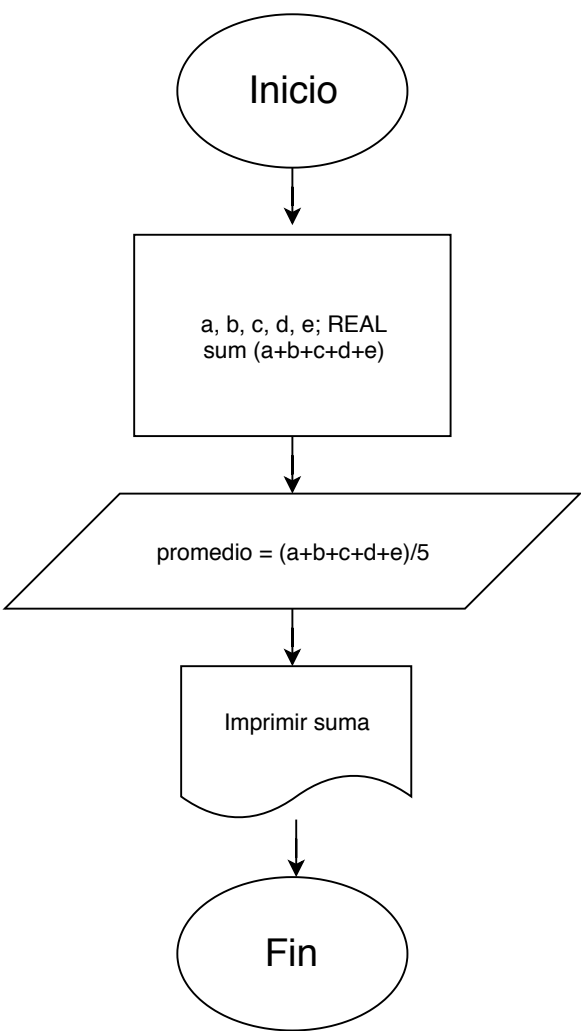 Inicio
a, b, c, d, e; REAL
sum (a+b+c+d+e)
promedio = (a+b+c+d+e)/5
Imprimir suma
Fin